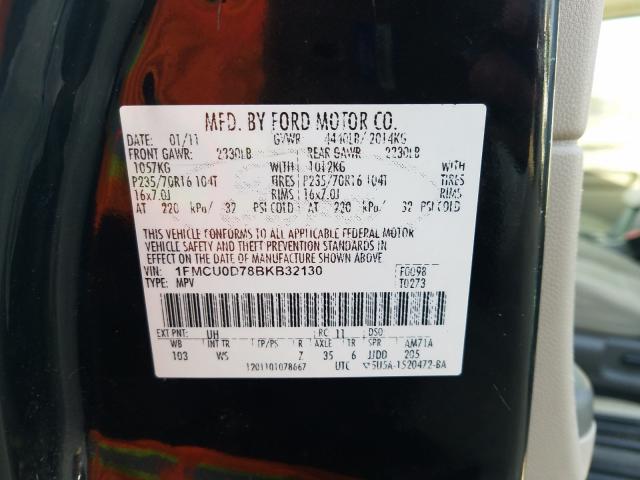 MFD. BY FORD MOTOR CO.
DATE: 01/11 GVWR: 4440LB/ 2014KG
FRONT GAWR: 2330LB REAR GAWR: 2230LB
1057KG WITH 1012KG WITH
P235/70R16 104T TIRES P235/70R16 104T TIRES
16x7.0J RIMS 16x7.0J RIMS
AT 220 kPa/ 32 PSI COLD AT 220 kPa/ 32 PSI COLD
THIS VEHICLE CONFORMS TO ALL APPLICABLE FEDERAL MOTOR
VEHICLE SAFETY AND THEFT PREVENTION STANDARDS IN
EFFECT ON THE DATE OF MANUFACTURE SHOWN ABOVE.
VIN: 1FMCU0D78BKB32130 F0098
TYPE: MPV T0273
EXT PNT: UH RC: 11 DSO:
WB INT TR TP/PS R AXLE TR SPR AM71A
103 WS Z 35 6 JJDD 205
1201101078667 UTC 5U5A-1520472-BA